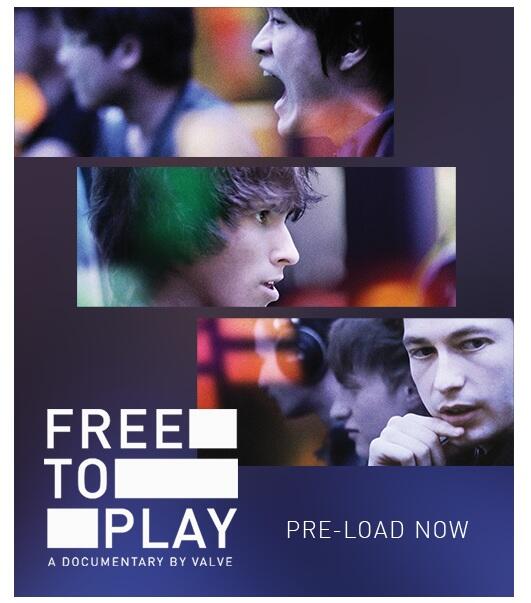 FREE
TO
PLAY
A DOCUMENTARY BY VALVE
PRE-LOAD NOW